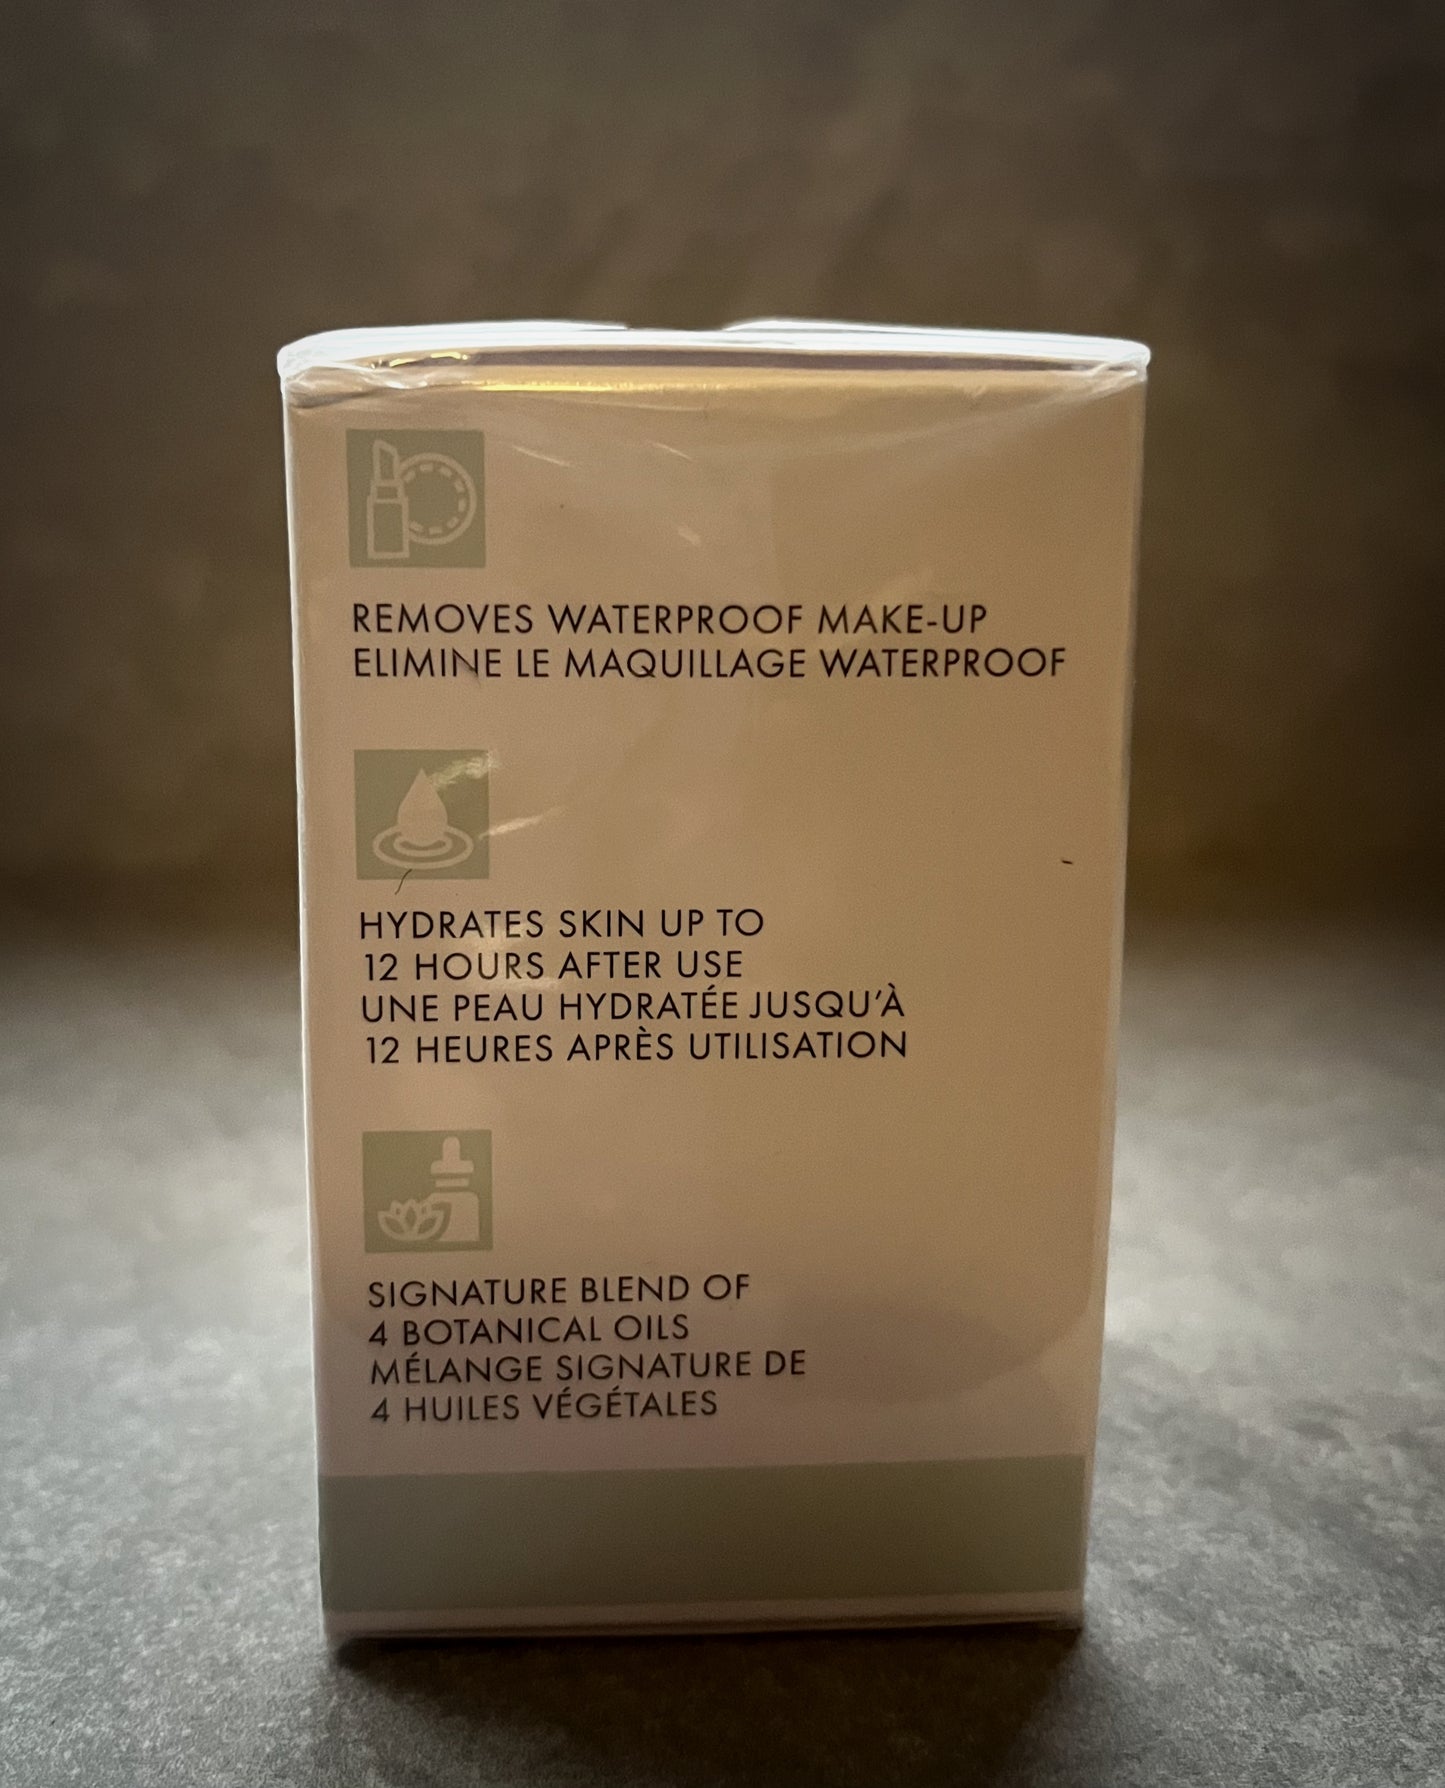 REMOVES WATERPROOF MAKE-UP
ELIMINE LE MAQUILLAGE WATERPROOF
HYDRATES SKIN UP TO
12 HOURS AFTER USE
UNE PEAU HYDRATÉE JUSQU'À
12 HEURES APRÈS UTILISATION
SIGNATURE BLEND OF
4 BOTANICAL OILS
MÉLANGE SIGNATURE DE
4 HUILES VÉGÉTALES